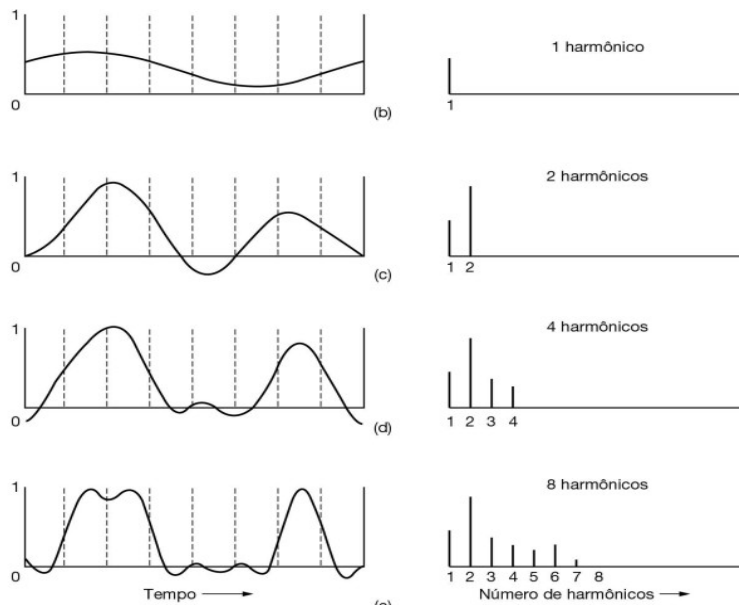 1
1 harmônico
0
1
(b)
1
2 harmônicos
0
1 2
(c)
1
4 harmônicos
0
1 2 3 4
(d)
1
8 harmônicos
0
1 2 3 4 5 6 7 8
Tempo
Número de harmônicos